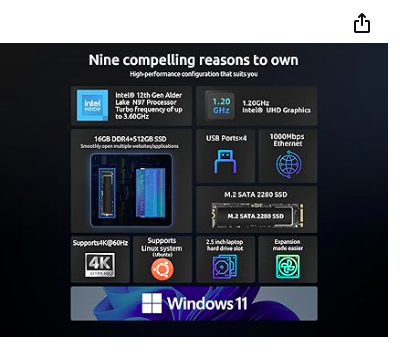 Nine compelling reasons to own
High-performance configuration that suits you
intel
inside
Intel® 12th Gen Alder
Lake N97 Processor
Turbo frequency of up
to 3.60GHz
1.20
GHz
1.20GHz
Intel® UHD Graphics
16GB DDR4+512GB SSD
Smoothly open multiple websites/applications
USB Ports×4
1000Mbps
Ethernet
M.2 SATA 2280 SSD
M.2 SATA 2280 SSD
Supports4K@60Hz
4K
ULTRA HD
Supports
Linux system
(Ubuntu)
2.5 inch laptop
hard drive slot
Expansion
made easier
Windows 11